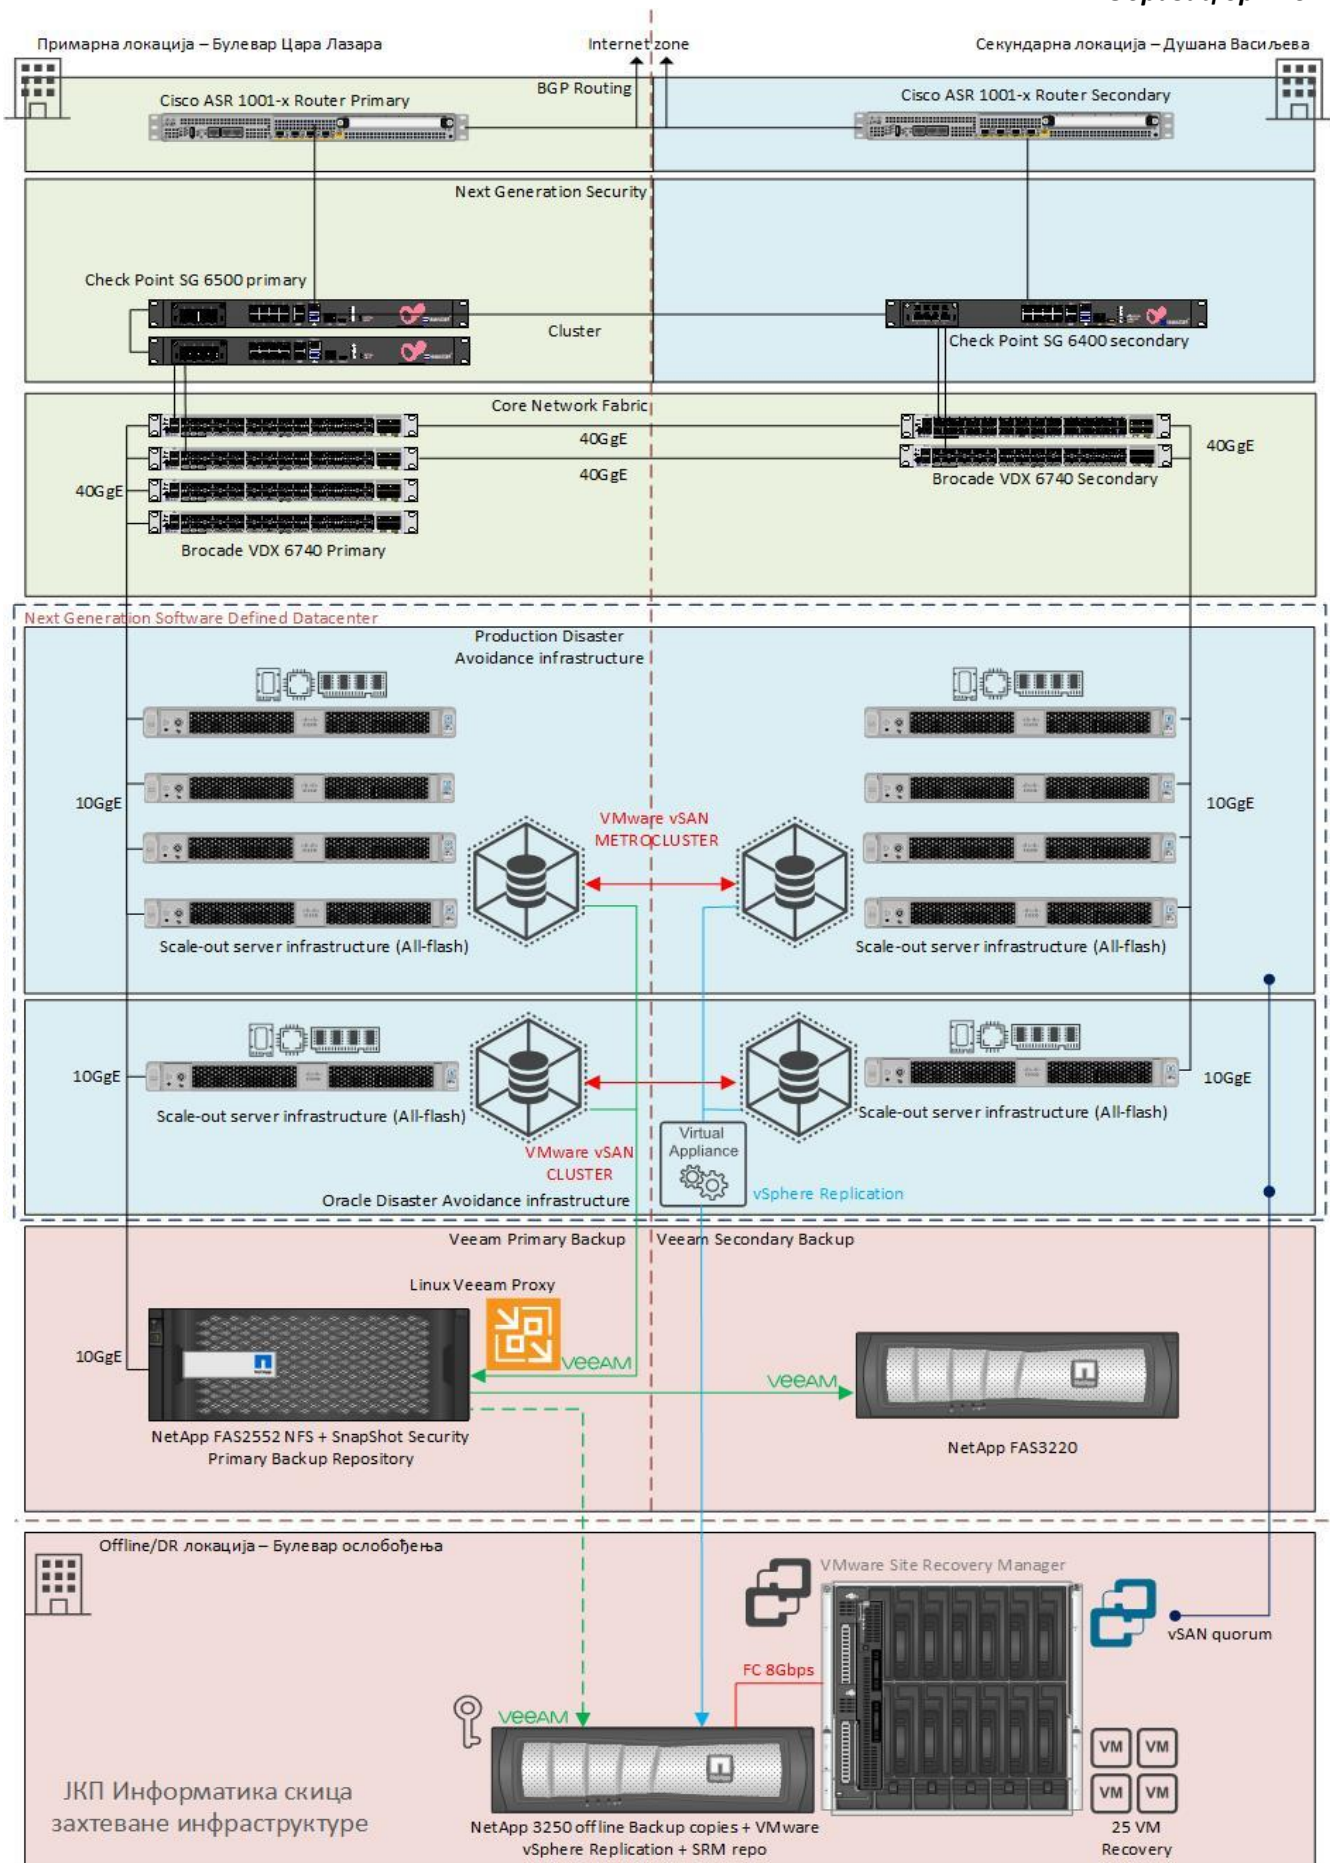 Примарна локација – Булевар Цара Лазара
Internet zone
Секундарна локација – Душана Васиљева
BGP Routing
Cisco ASR 1001-x Router Primary
Cisco ASR 1001-x Router Secondary
Next Generation Security
Check Point SG 6500 primary
Cluster
Check Point SG 6400 secondary
Core Network Fabric
40GgE
40GgE
40GgE
40GgE
Brocade VDX 6740 Secondary
Brocade VDX 6740 Primary
Next Generation Software Defined Datacenter
Production Disaster
Avoidance infrastructure
10GgE
10GgE
VMware vSAN
METROCLUSTER
Scale-out server infrastructure (All-flash)
Scale-out server infrastructure (All-flash)
10GgE
10GgE
Scale-out server infrastructure (All-flash)
Scale-out server infrastructure (All-flash)
VMware vSAN
CLUSTER
Virtual
Appliance
vSphere Replication
Oracle Disaster Avoidance infrastructure
Veeam Primary Backup
Veeam Secondary Backup
Linux Veeam Proxy
10GgE
veeAM
veeAM
NetApp FAS2552 NFS + SnapShot Security
Primary Backup Repository
NetApp FAS3220
Offline/DR локација – Булевар ослобођења
VMware Site Recovery Manager
vSAN quorum
FC 8Gbps
veeAM
VM VM
VM VM
ЈКП Информатика скица
захтеване инфраструктуре
NetApp 3250 offline Backup copies + VMware
vSphere Replication + SRM repo
25 VM
Recovery